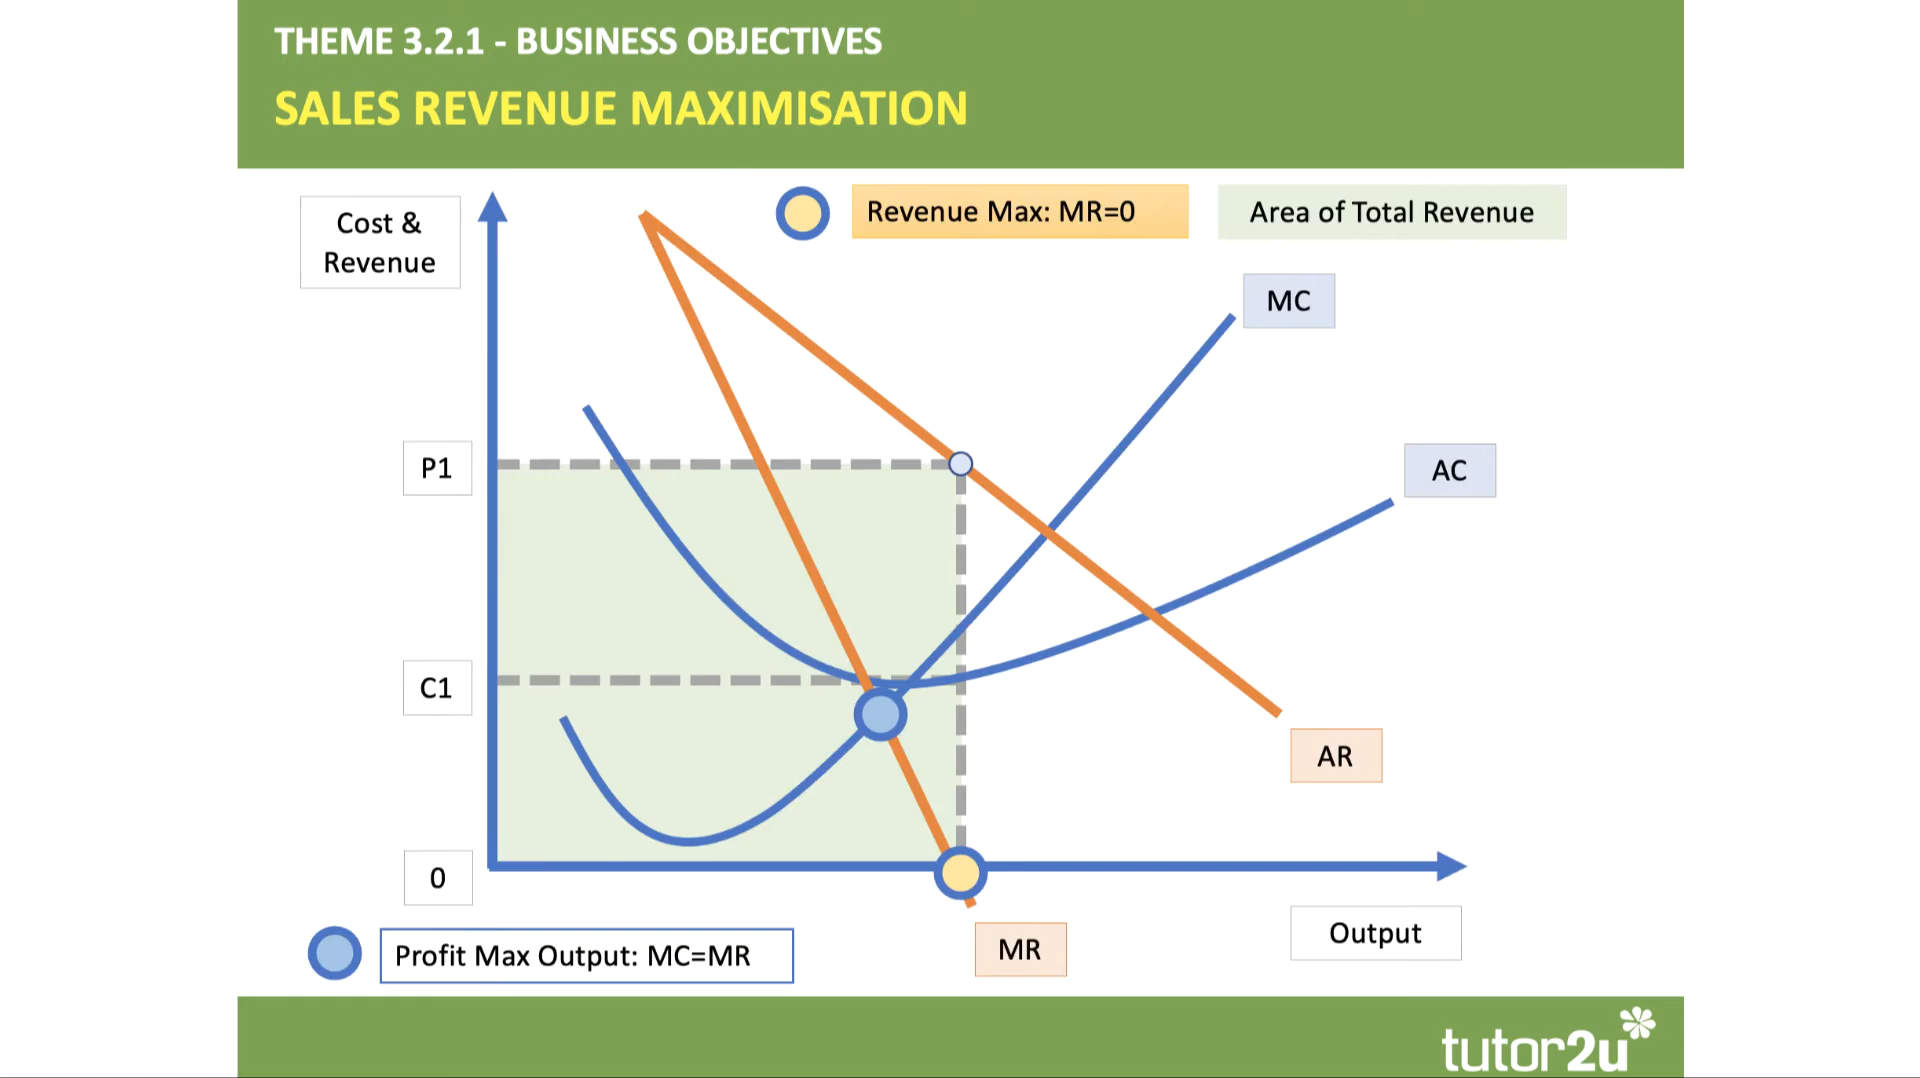 THEME 3.2.1 - BUSINESS OBJECTIVES
SALES REVENUE MAXIMISATION
Cost &
Revenue
Revenue Max: MR=0
Area of Total Revenue
MC
P1
AC
C1
AR
0
Output
MR
Profit Max Output: MC=MR
tutor2u